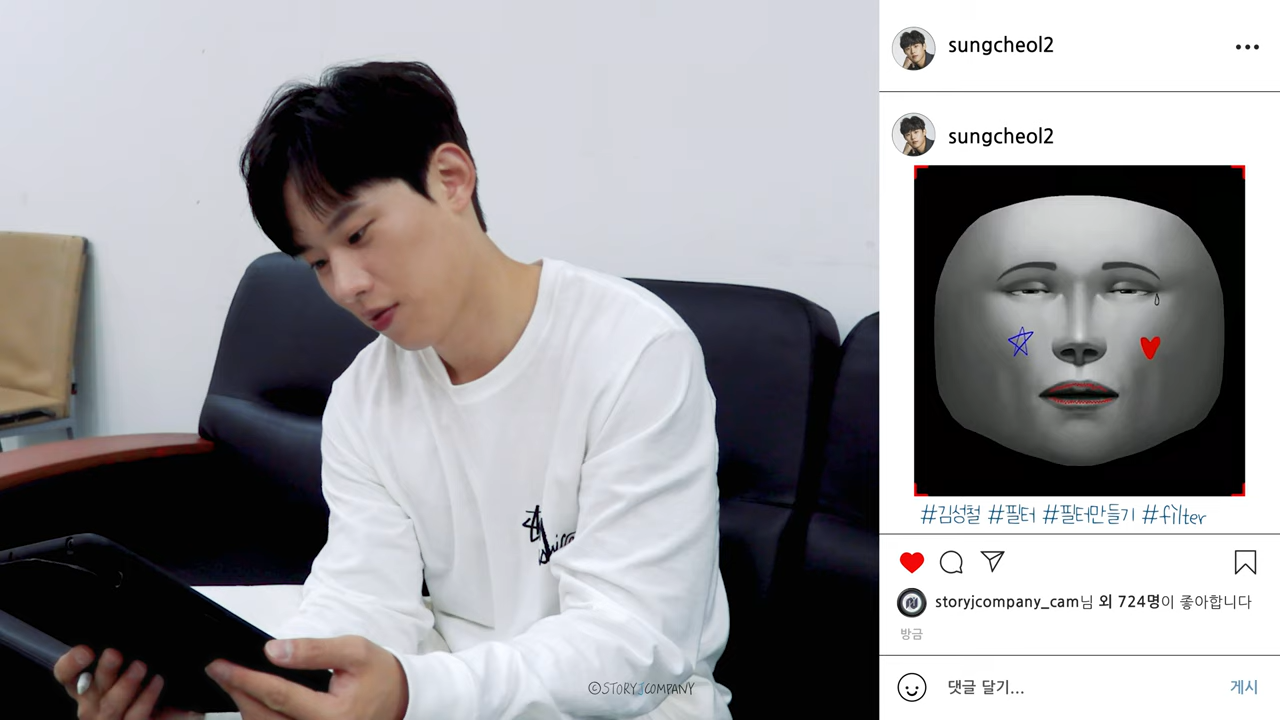 sungcheol2
sungcheol2
#김성철 #필터 #필터만들기 #filter
storyjcompany_cam님 외 724명이 좋아합니다
방금
댓글 달기...
게시
©STORYJCOMPANY